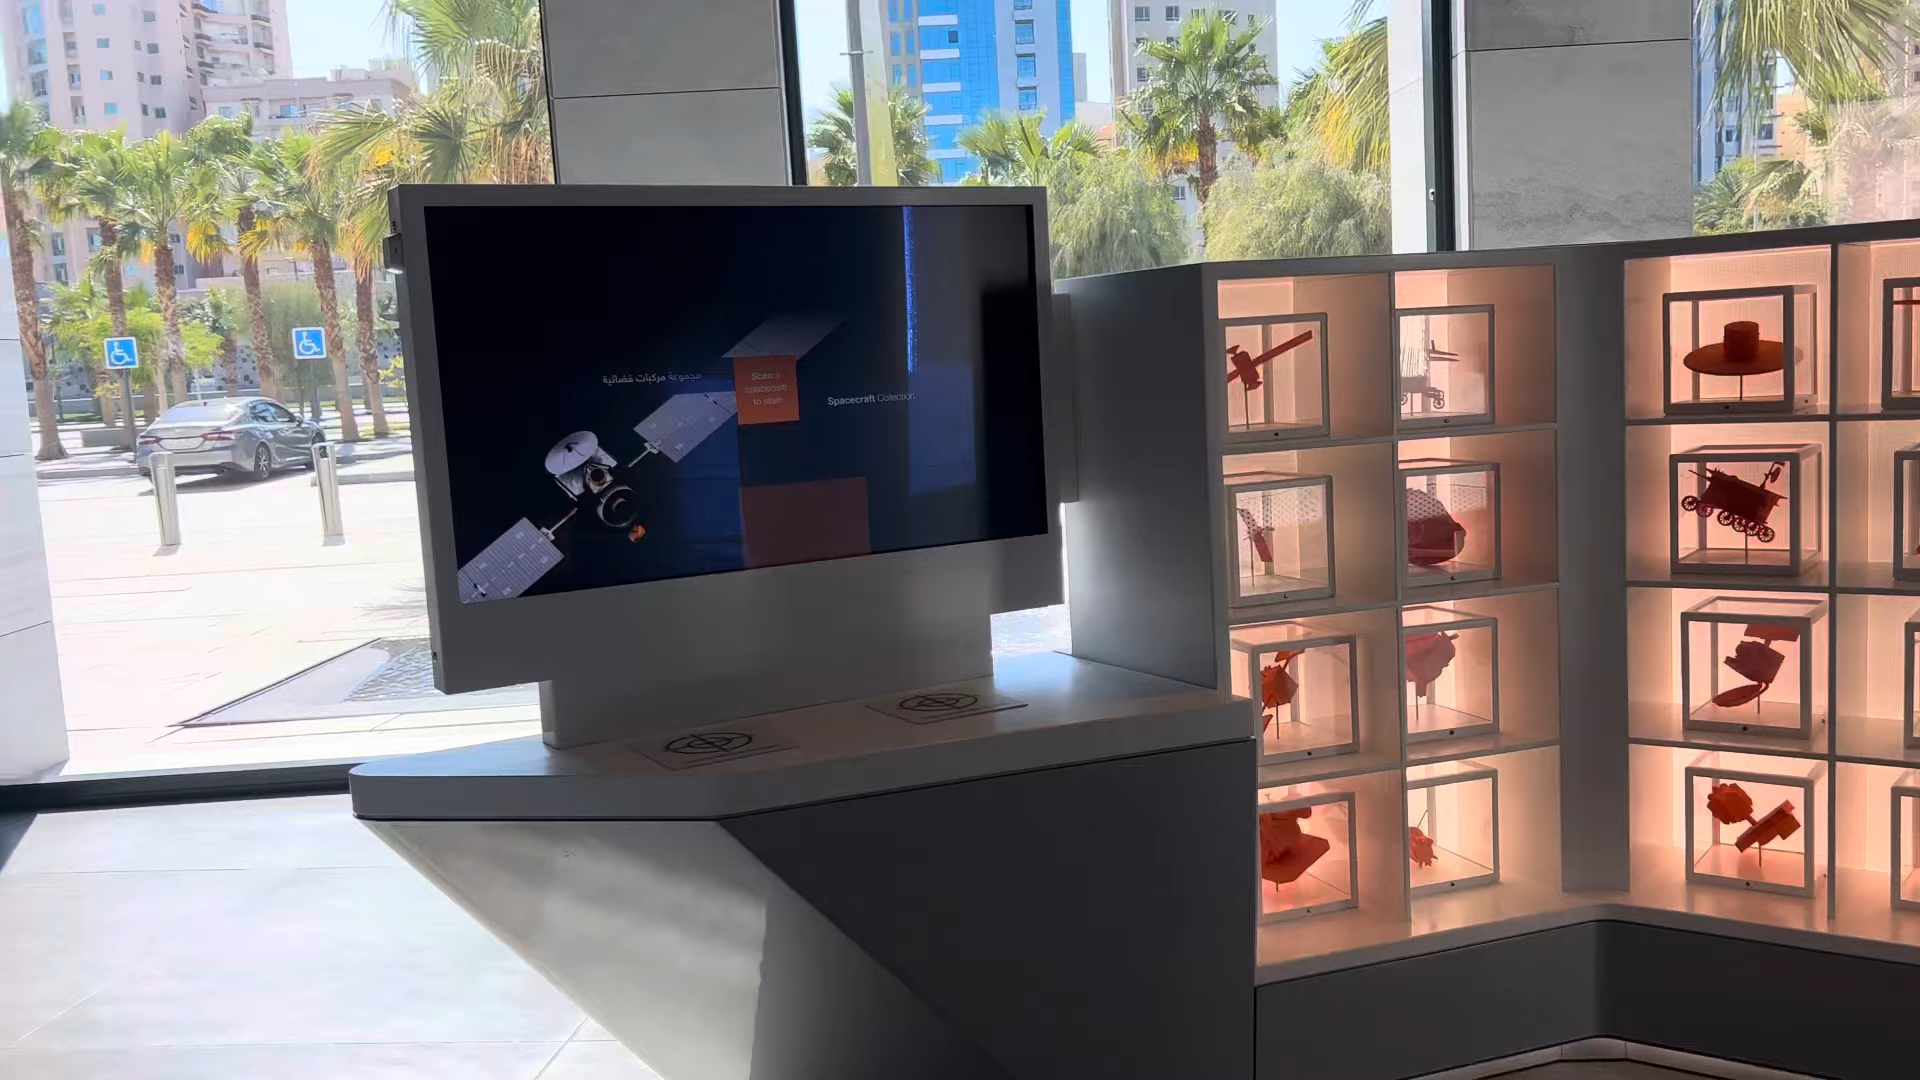 مجموعة مركبات فضائية
Scan a
spacecraft
to start
Spacecraft Collection